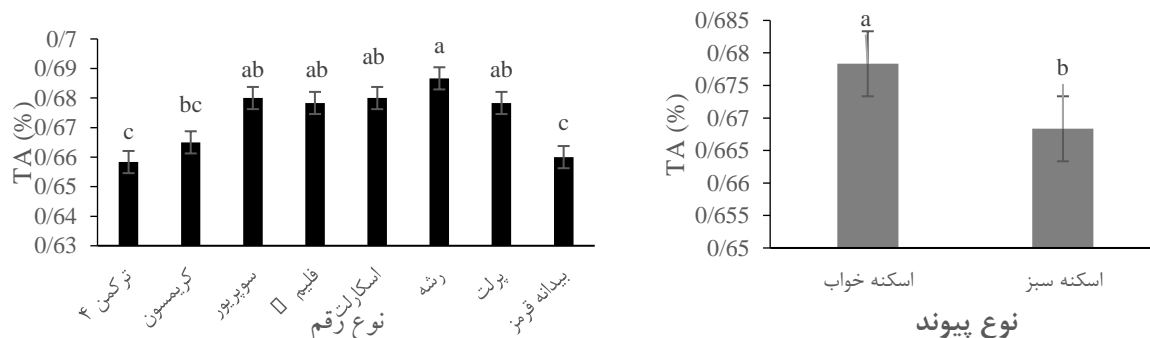 TA (%)
0/7
0/69
0/68
0/67
0/66
0/65
0/64
0/63
c
bc
ab
ab
ab
a
ab
c
ترکمن ۴
کریمسون
سوپریور
فلیم
اسکارلت
رشه
پرلت
بیدانه قرمز
نوع رقم
TA (%)
0/685
0/68
0/675
0/67
0/665
0/66
0/655
0/65
a
b
اسکنه خواب
اسکنه سبز
نوع پیوند